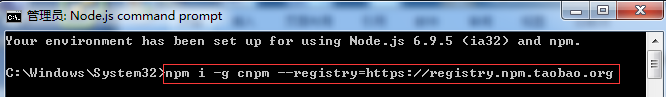 管理员: Node.js command prompt
Your environment has been set up for using Node.js 6.9.5 (ia32) and npm.
C:\Windows\System32>npm i -g cnpm --registry=https://registry.npm.taobao.org